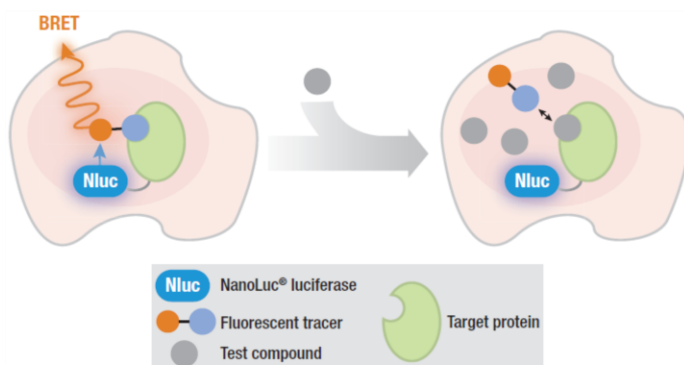 BRET
Nluc
Nluc
Nluc NanoLuc® luciferase
Fluorescent tracer
Target protein
Test compound